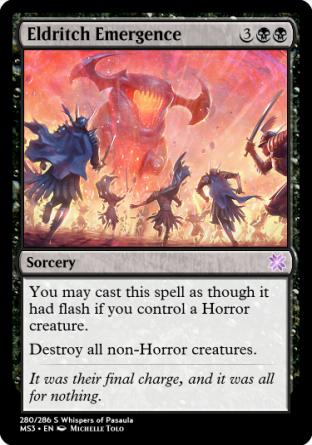 Eldritch Emergence 3
Sorcery
You may cast this spell as though it
had flash if you control a Horror
creature.
Destroy all non-Horror creatures.
It was their final charge, and it was all
for nothing.
280/286 S Whispers of Pasaula
MS3 • EN Michelle Tolo